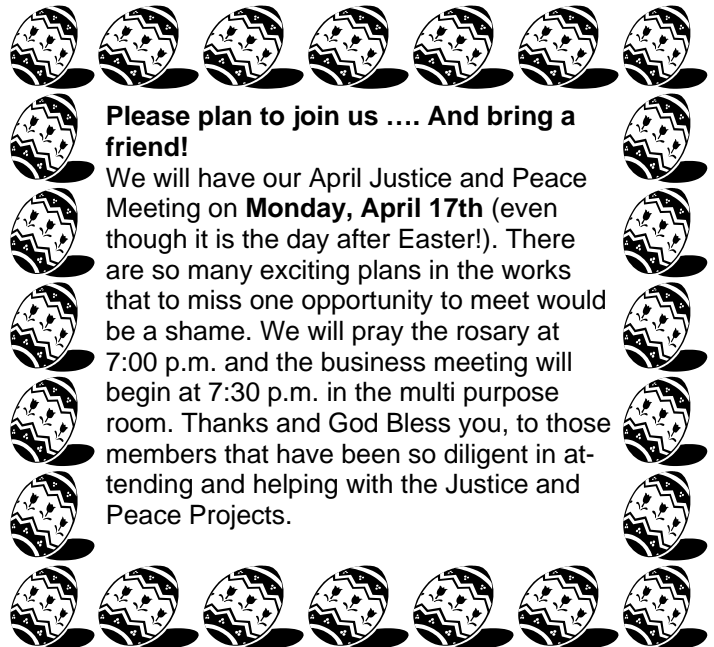 Please plan to join us …. And bring a
friend!
We will have our April Justice and Peace
Meeting on Monday, April 17th (even
though it is the day after Easter!). There
are so many exciting plans in the works
that to miss one opportunity to meet would
be a shame. We will pray the rosary at
7:00 p.m. and the business meeting will
begin at 7:30 p.m. in the multi purpose
room. Thanks and God Bless you, to those
members that have been so diligent in at-
tending and helping with the Justice and
Peace Projects.